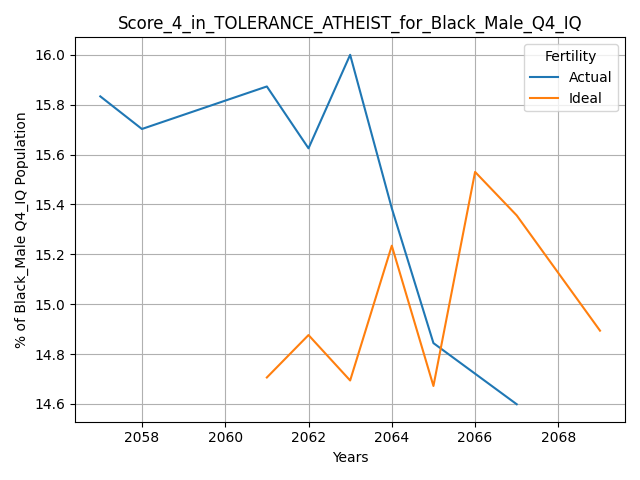 Score_4_in_TOLERANCE_ATHEIST_for_Black_Male_Q4_IQ
% of Black_Male Q4_IQ Population
16.0
15.8
15.6
15.4
15.2
15.0
14.8
14.6
Fertility
Actual
Ideal
2058 2060 2062 2064 2066 2068
Years